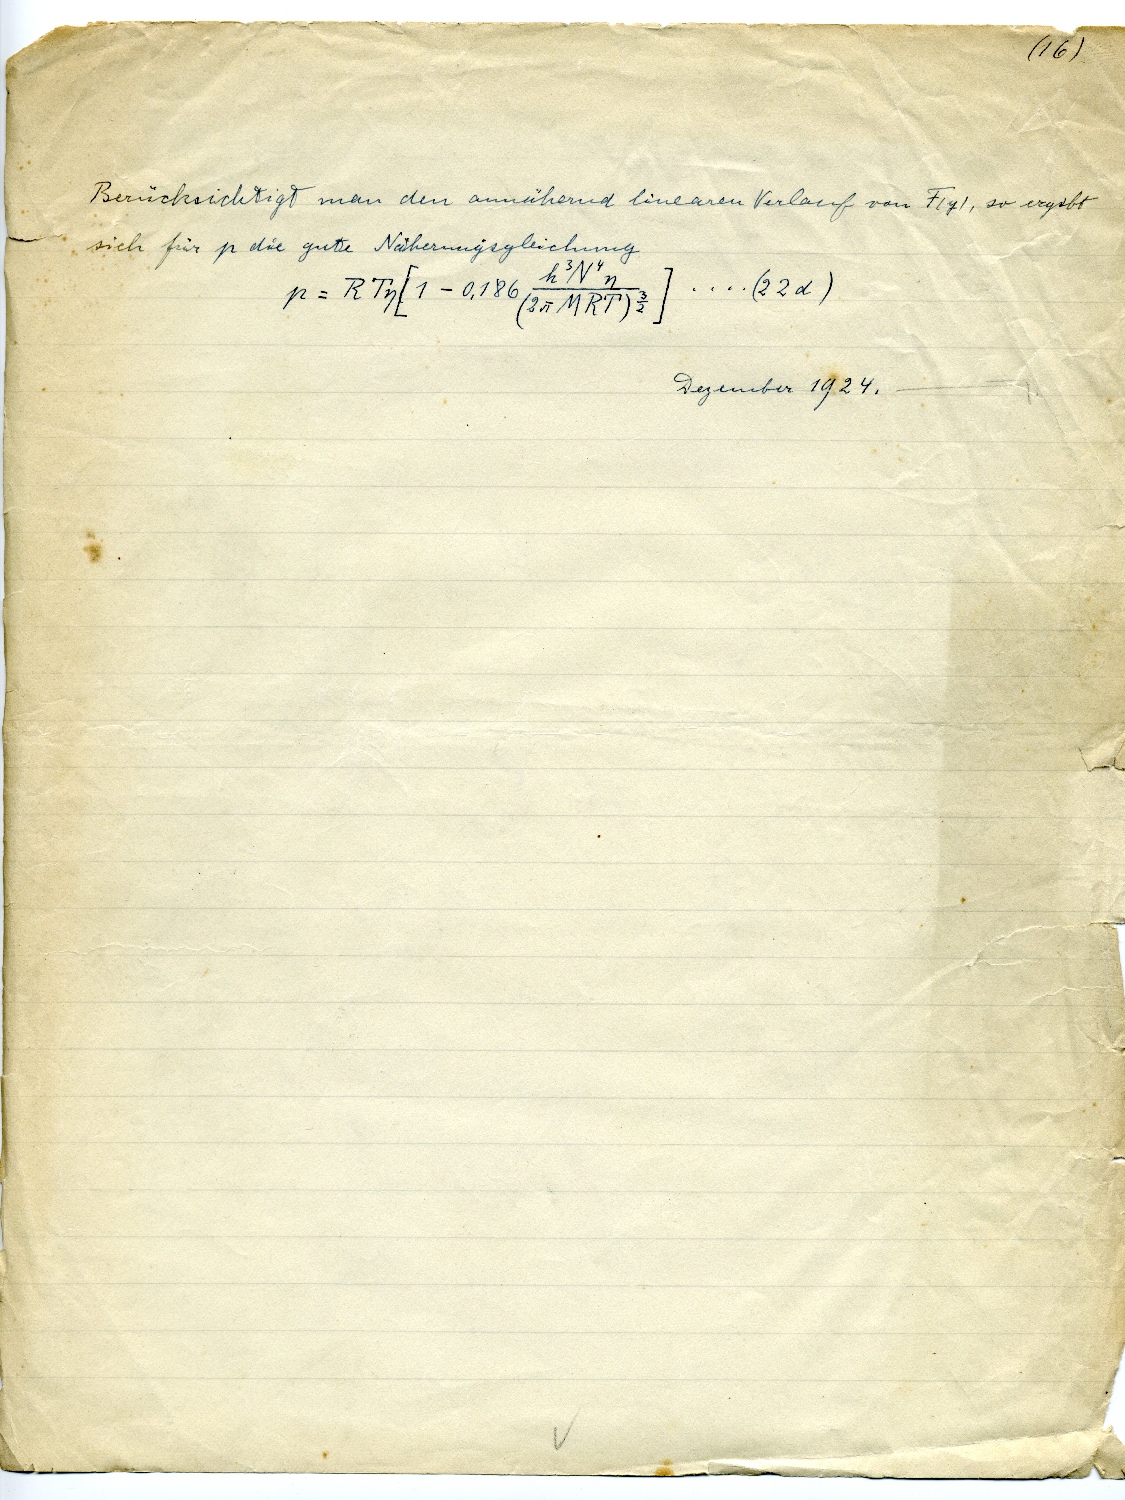 (16)
Berücksichtigt man den annähernd linearen Verlauf von F(y), so ergibt
sich für p die gute Näherungsgleichung
p = RTη[1 - 0,186 h³N⁴η / (2πMRT)^(3/2)] ....(22d)
Dezember 1924.